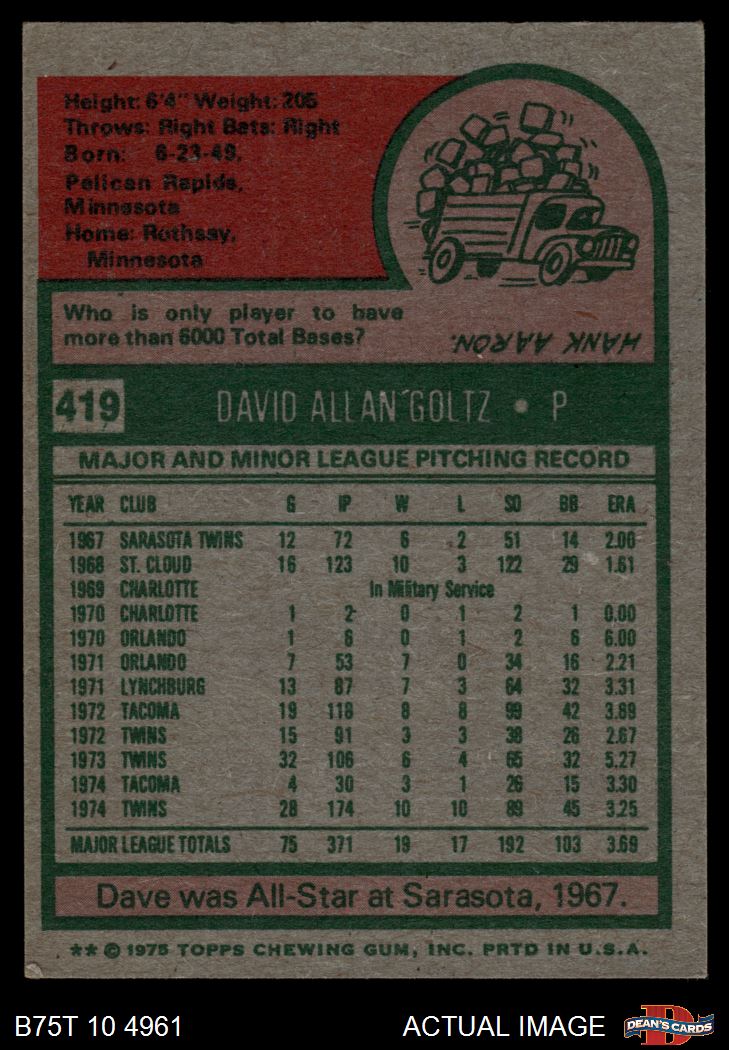 Height: 6'4" Weight: 205
Throws: Right Bats: Right
Born: 6-23-49,
Pelican Rapids,
Minnesota
Home: Rothsay,
Minnesota
Who is only player to have
more than 6000 Total Bases?
HANK AARON.
419 DAVID ALLAN GOLTZ • P
MAJOR AND MINOR LEAGUE PITCHING RECORD
YEAR CLUB G IP W L SO BB ERA
1967 SARASOTA TWINS 12 72 6 2 51 14 2.00
1968 ST. CLOUD 16 123 10 3 122 29 1.61
1969 CHARLOTTE In Military Service
1970 CHARLOTTE 1 2 0 1 2 1 0.00
1970 ORLANDO 1 6 0 1 2 6 6.00
1971 ORLANDO 7 53 7 0 34 16 2.21
1971 LYNCHBURG 13 87 7 3 64 32 3.31
1972 TACOMA 19 118 8 8 99 42 3.89
1972 TWINS 15 91 3 3 38 26 2.67
1973 TWINS 32 106 6 4 65 32 5.27
1974 TACOMA 4 30 3 1 26 15 3.30
1974 TWINS 28 174 10 10 89 45 3.25
MAJOR LEAGUE TOTALS 75 371 19 17 192 103 3.69
Dave was All-Star at Sarasota, 1967.
** © 1975 TOPPS CHEWING GUM, INC. PRTD IN U.S.A.
B75T 10 4961 ACTUAL IMAGE D DEAN'S CARDS